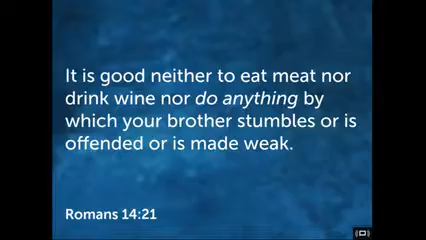 It is good neither to eat meat nor
drink wine nor do anything by
which your brother stumbles or is
offended or is made weak.
Romans 14:21